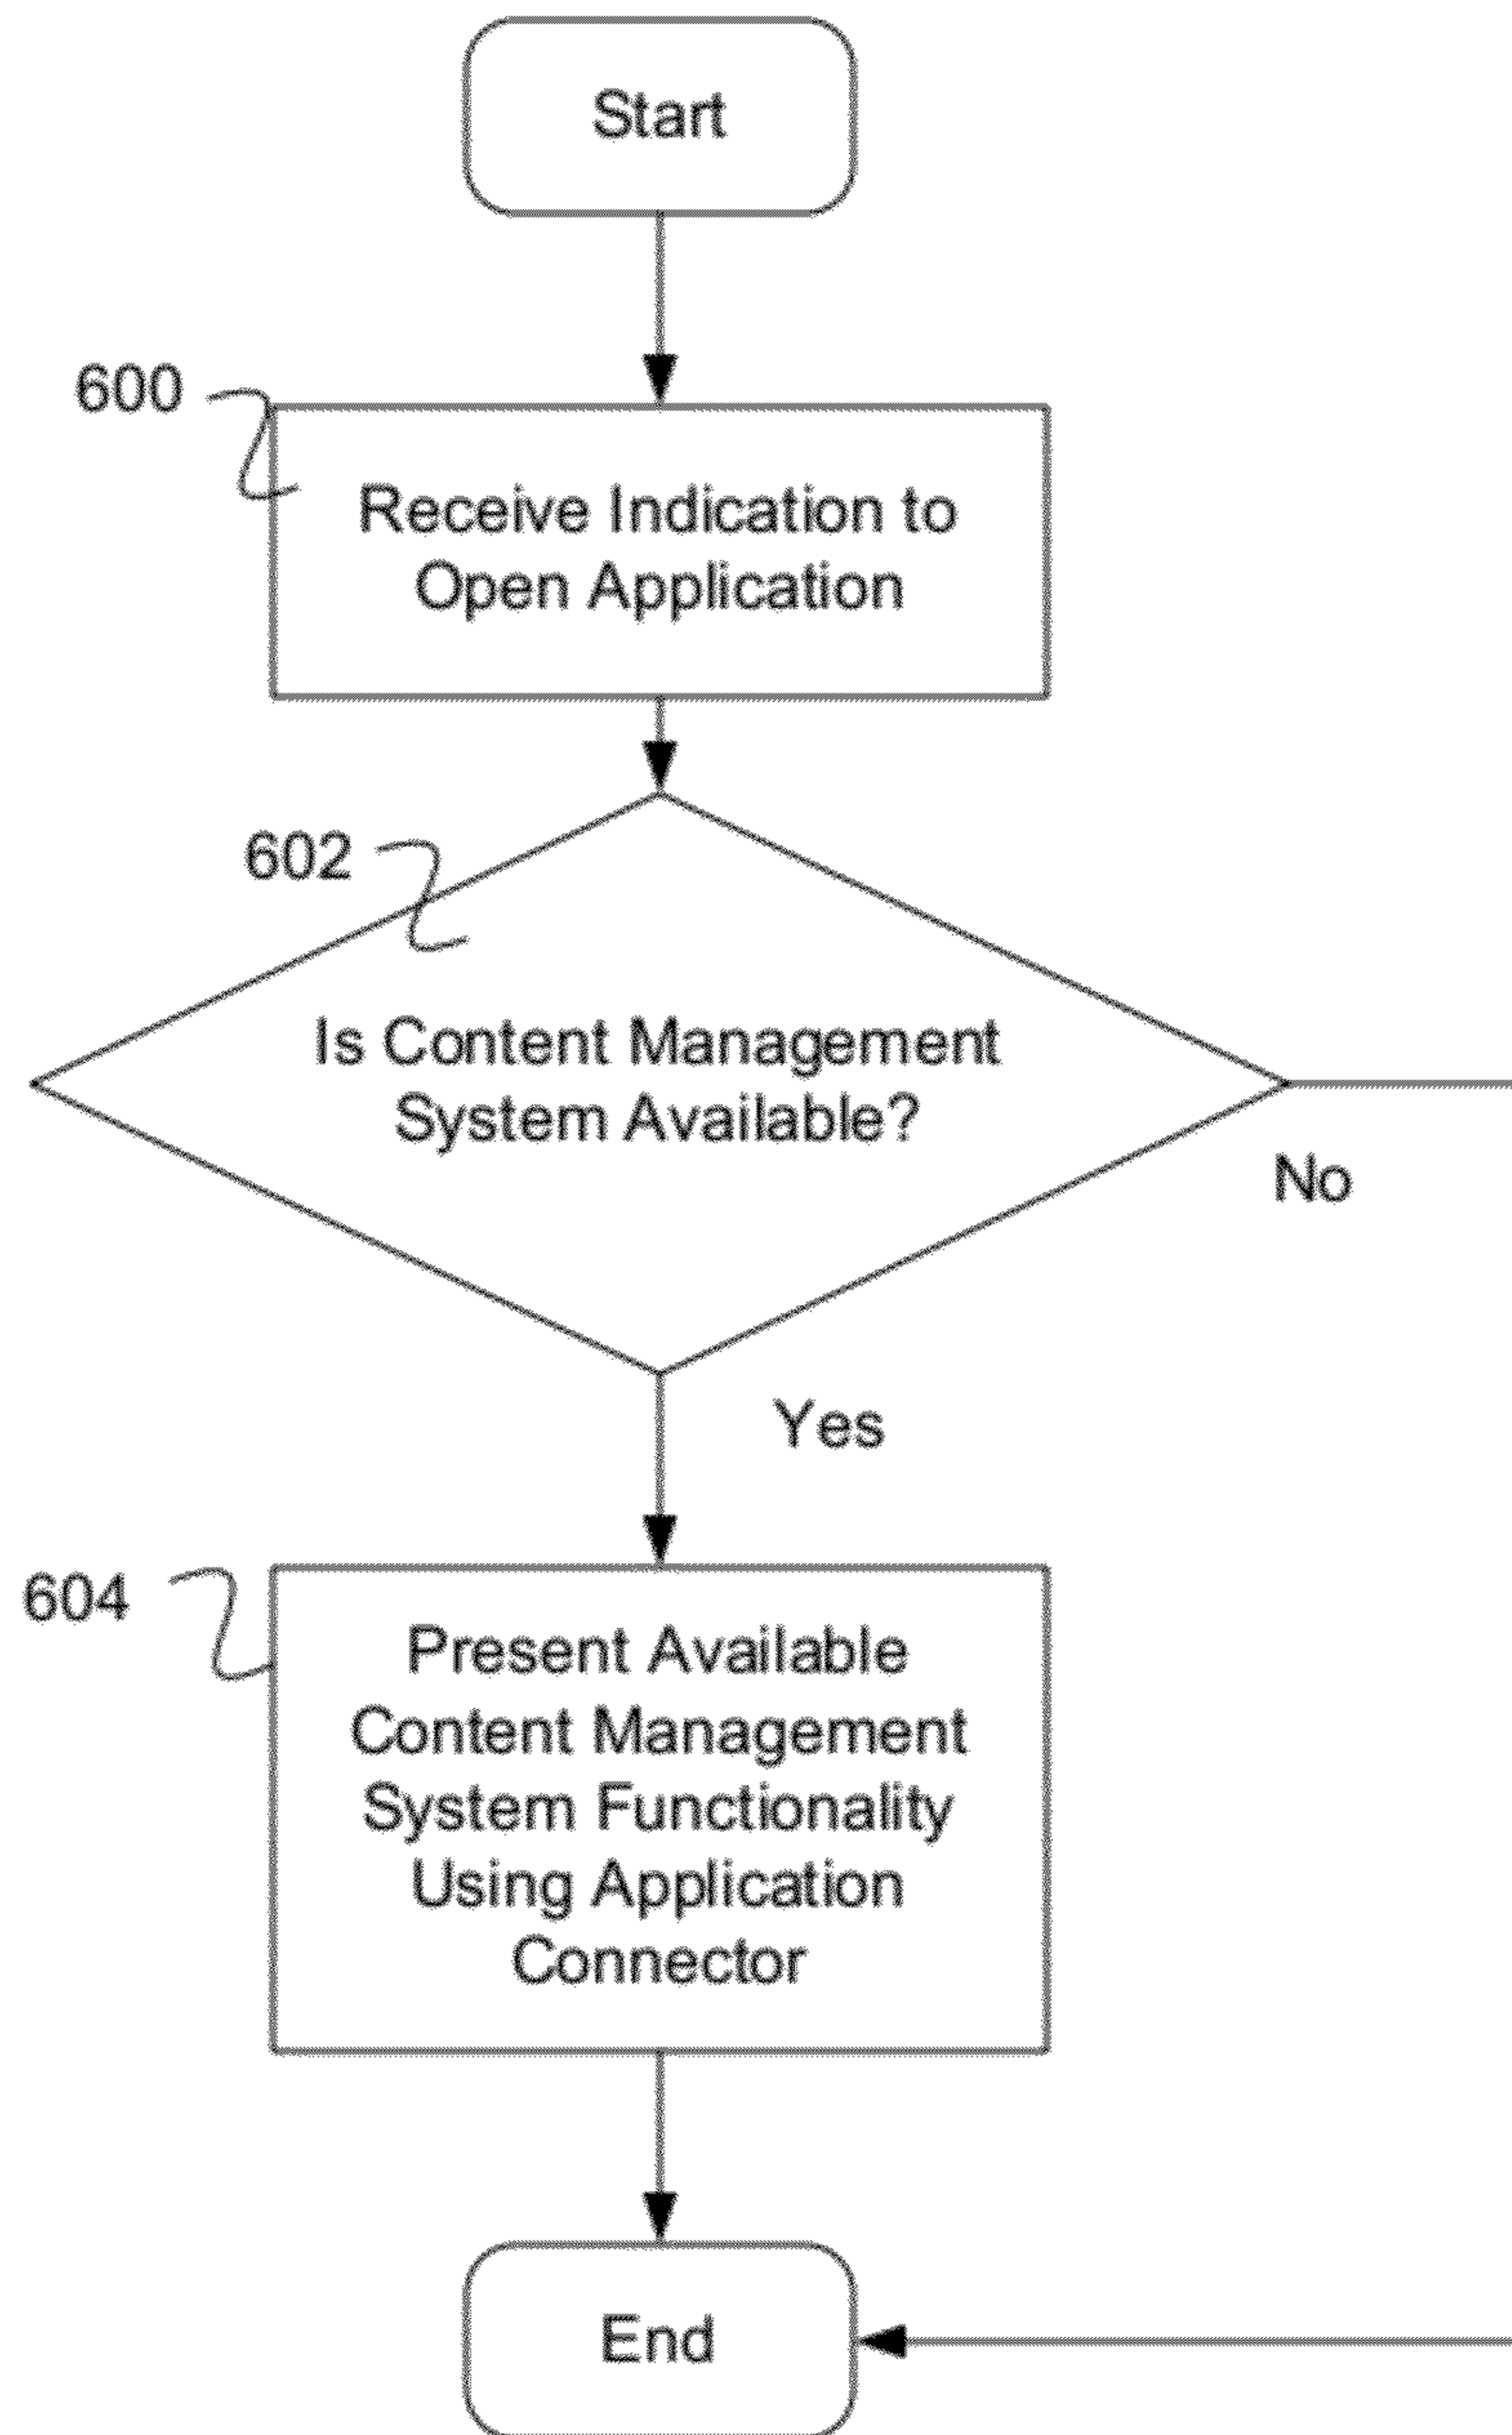 Start
600
Receive Indication to
Open Application
602
Is Content Management
System Available?
No
Yes
604
Present Available
Content Management
System Functionality
Using Application
Connector
End